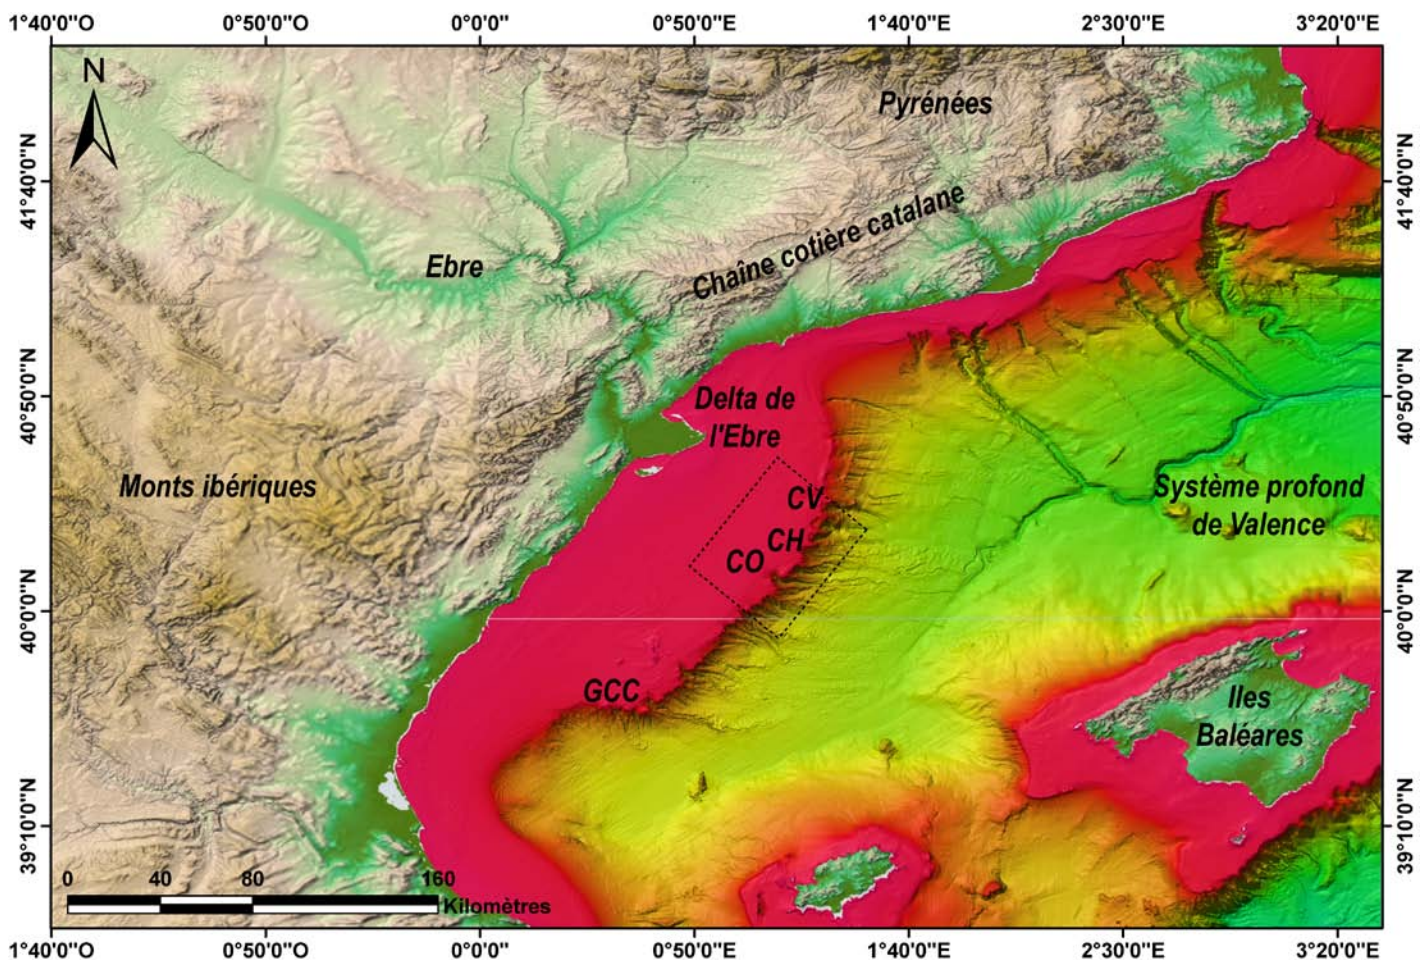 1°40'0"O 0°50'0"O 0°0'0" 0°50'0"E 1°40'0"E 2°30'0"E 3°20'0"E
N
Pyrénées
41°40'0"N 41°40'0"N
Chaîne cotière catalane
Ebre
40°50'0"N 40°50'0"N
Delta de
l'Ebre
Monts ibériques
CV
Système profond
de Valence
CH
CO
40°0'0"N 40°0'0"N
GCC
Iles
Baléares
39°10'0"N 39°10'0"N
0 40 80 160
Kilomètres
1°40'0"O 0°50'0"O 0°0'0" 0°50'0"E 1°40'0"E 2°30'0"E 3°20'0"E